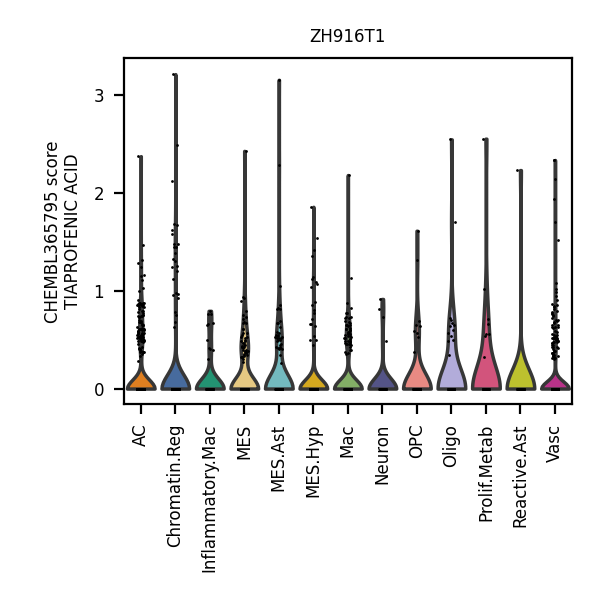 ZH916T1
CHEMBL365795 score
TIAPROFENIC ACID
3
2
1
0
AC
Chromatin.Reg
Inflammatory.Mac
MES
MES.Ast
MES.Hyp
Mac
Neuron
OPC
Oligo
Prolif.Metab
Reactive.Ast
Vasc